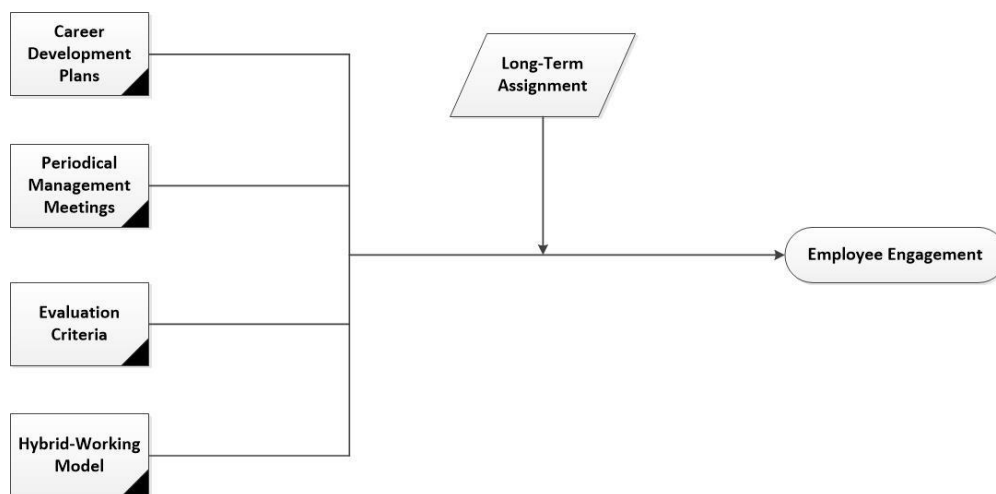 Career
Development
Plans
Long-Term
Assignment
Periodical
Management
Meetings
Employee Engagement
Evaluation
Criteria
Hybrid-Working
Model